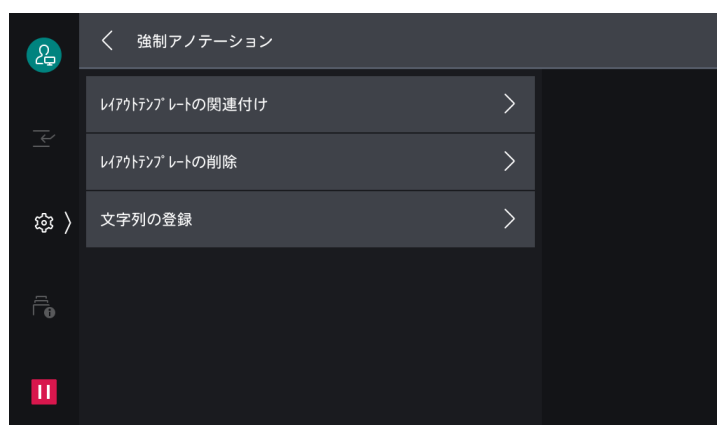 強制アノテーション
ﾚｲｱｳﾄﾃﾝﾌﾟﾚｰﾄの関連付け
ﾚｲｱｳﾄﾃﾝﾌﾟﾚｰﾄの削除
文字列の登録